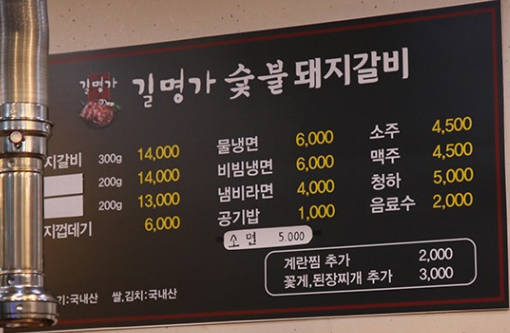 길명가
길명가 숯불돼지갈비
지갈비 300g 14,000
200g 14,000
200g 13,000
지껍데기 6,000
물냉면 6,000
비빔냉면 6,000
냄비라면 4,000
공기밥 1,000
소면 5.000
소주 4,500
맥주 4,500
청하 5,000
음료수 2,000
계란찜 추가 2,000
꽃게,된장찌개 추가 3,000
기:국내산 쌀,김치:국내산